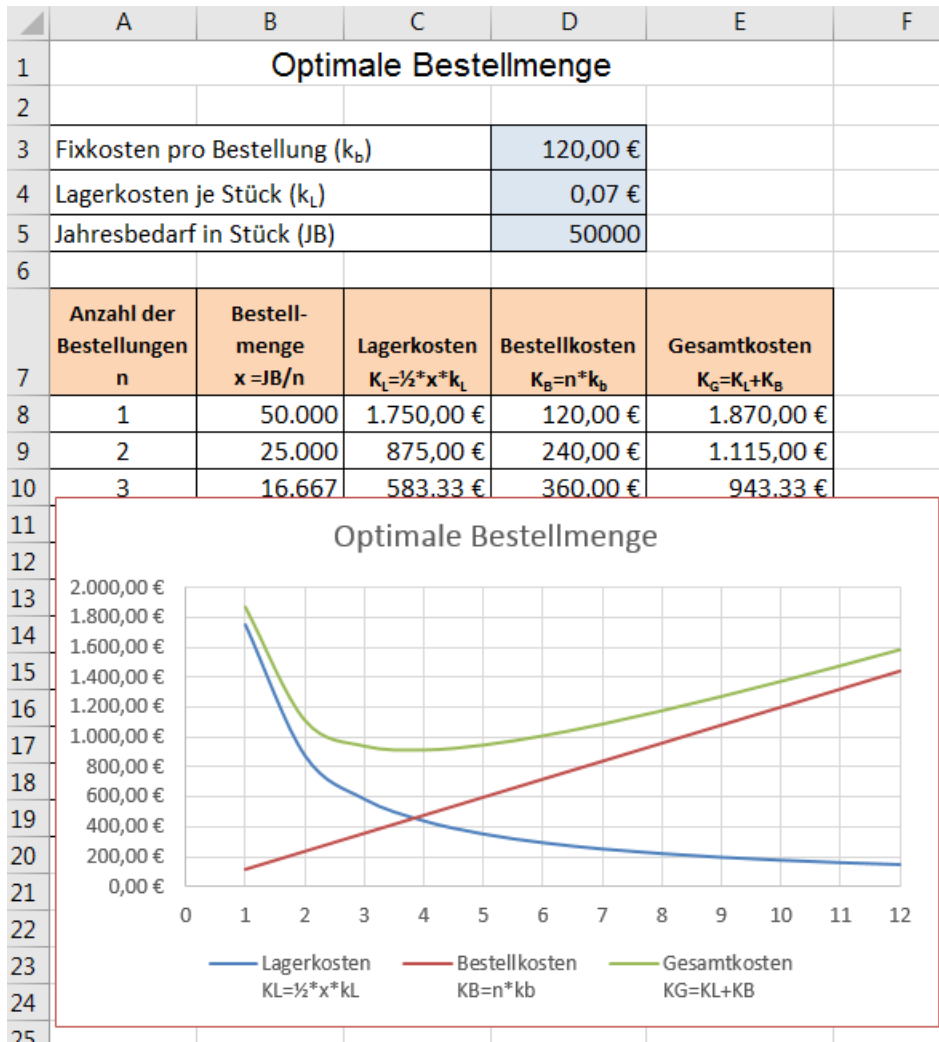 A B C D E F
1 Optimale Bestellmenge
2
3 Fixkosten pro Bestellung (kb) 120,00 €
4 Lagerkosten je Stück (kL) 0,07 €
5 Jahresbedarf in Stück (JB) 50000
6
Anzahl der Bestell-
Bestellungen menge Lagerkosten Bestellkosten Gesamtkosten
7 n x =JB/n KL=½*x*kL KB=n*kb KG=KL+KB
8 1 50.000 1.750,00 € 120,00 € 1.870,00 €
9 2 25.000 875,00 € 240,00 € 1.115,00 €
10 3 16.667 583,33 € 360,00 € 943,33 €
11
12
13
14
15
16
17
18
19
20
21
22
23
24
25
Optimale Bestellmenge
2.000,00 €
1.800,00 €
1.600,00 €
1.400,00 €
1.200,00 €
1.000,00 €
800,00 €
600,00 €
400,00 €
200,00 €
0,00 €
0 1 2 3 4 5 6 7 8 9 10 11 12
Lagerkosten Bestellkosten Gesamtkosten
KL=½*x*kL KB=n*kb KG=KL+KB